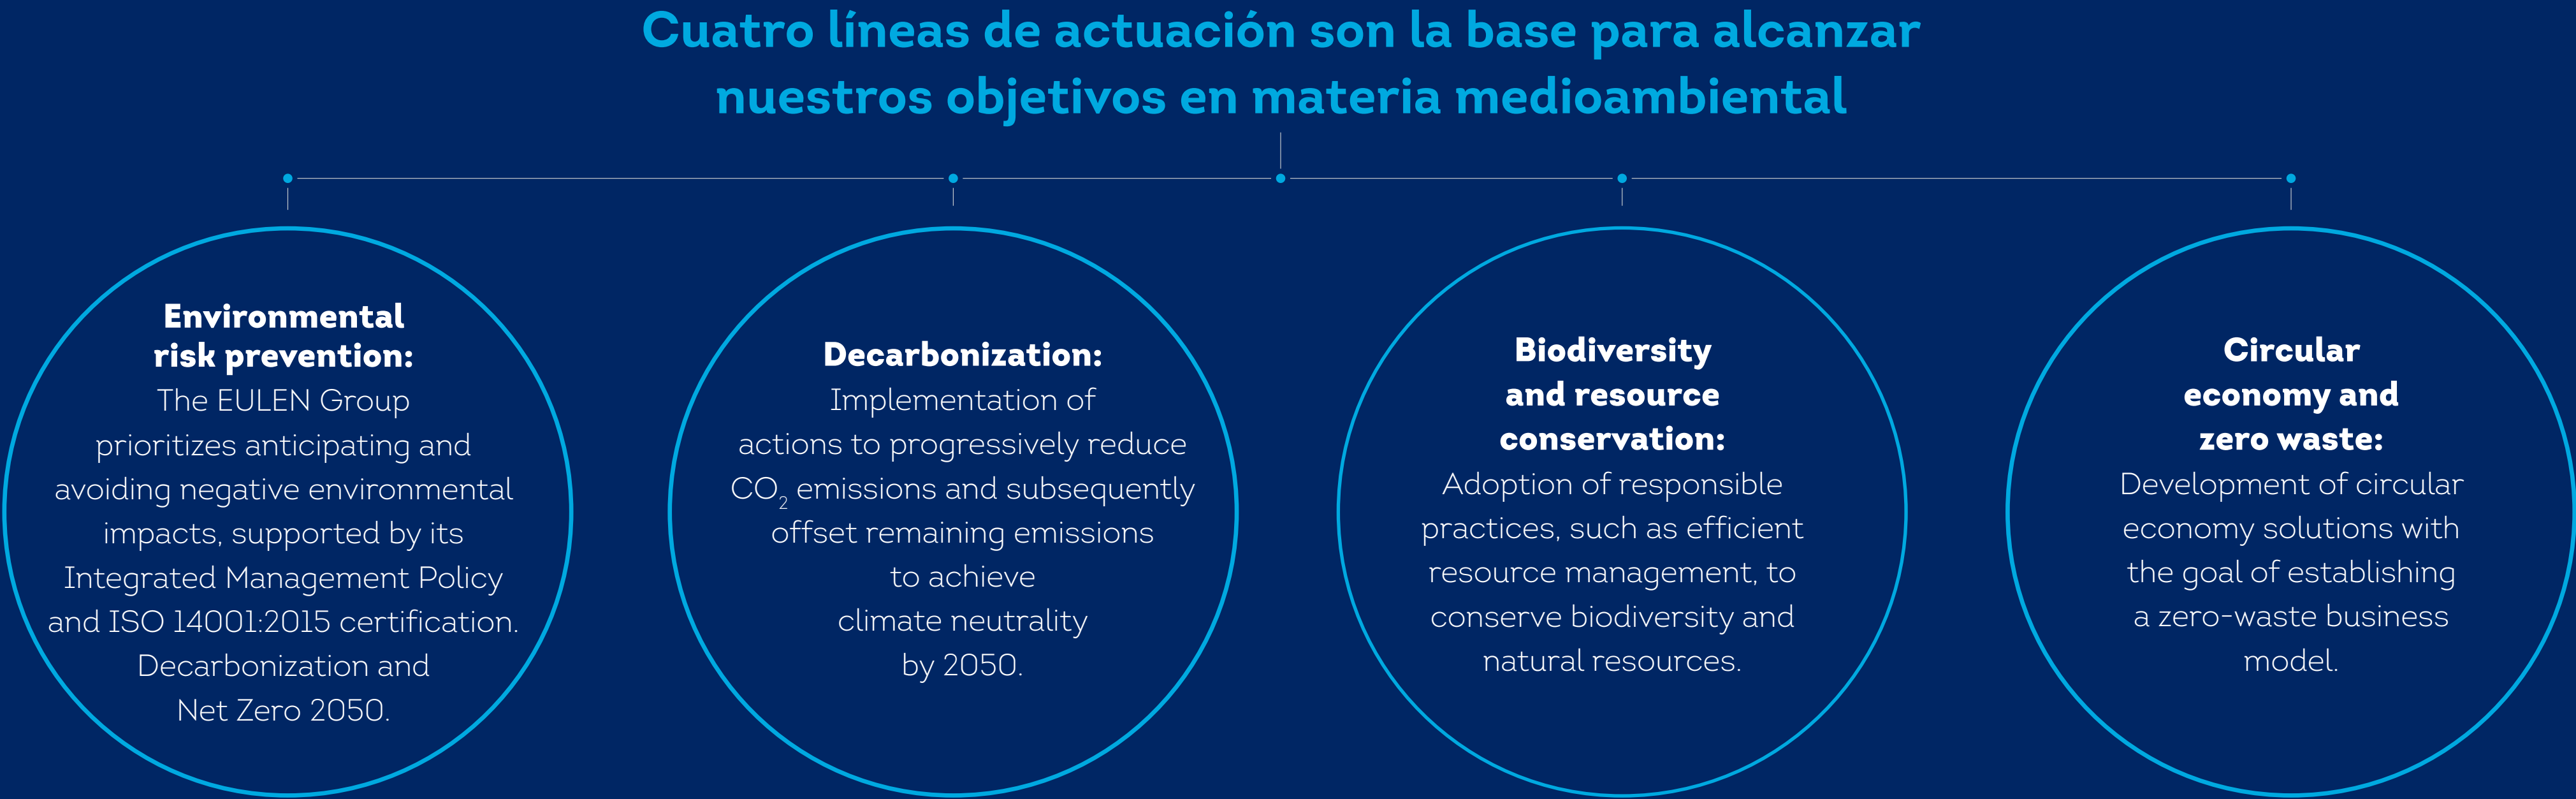 Cuatro líneas de actuación son la base para alcanzar
nuestros objetivos en materia medioambiental
Environmental
risk prevention:
The EULEN Group
prioritizes anticipating and
avoiding negative environmental
impacts, supported by its
Integrated Management Policy
and ISO 14001:2015 certification.
Decarbonization and
Net Zero 2050.
Decarbonization:
Implementation of
actions to progressively reduce
CO₂ emissions and subsequently
offset remaining emissions
to achieve
climate neutrality
by 2050.
Biodiversity
and resource
conservation:
Adoption of responsible
practices, such as efficient
resource management, to
conserve biodiversity and
natural resources.
Circular
economy and
zero waste:
Development of circular
economy solutions with
the goal of establishing
a zero-waste business
model.